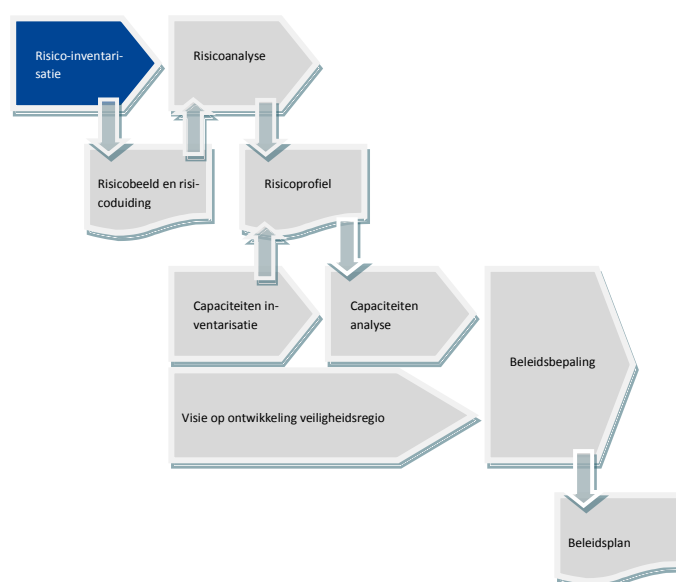 Risico-inventari-
satie
Risicoanalyse
Risicobeeld en risi-
coduiding
Risicoprofiel
Capaciteiten in-
ventarisatie
Capaciteiten
analyse
Beleidsbepaling
Visie op ontwikkeling veiligheidsregio
Beleidsplan